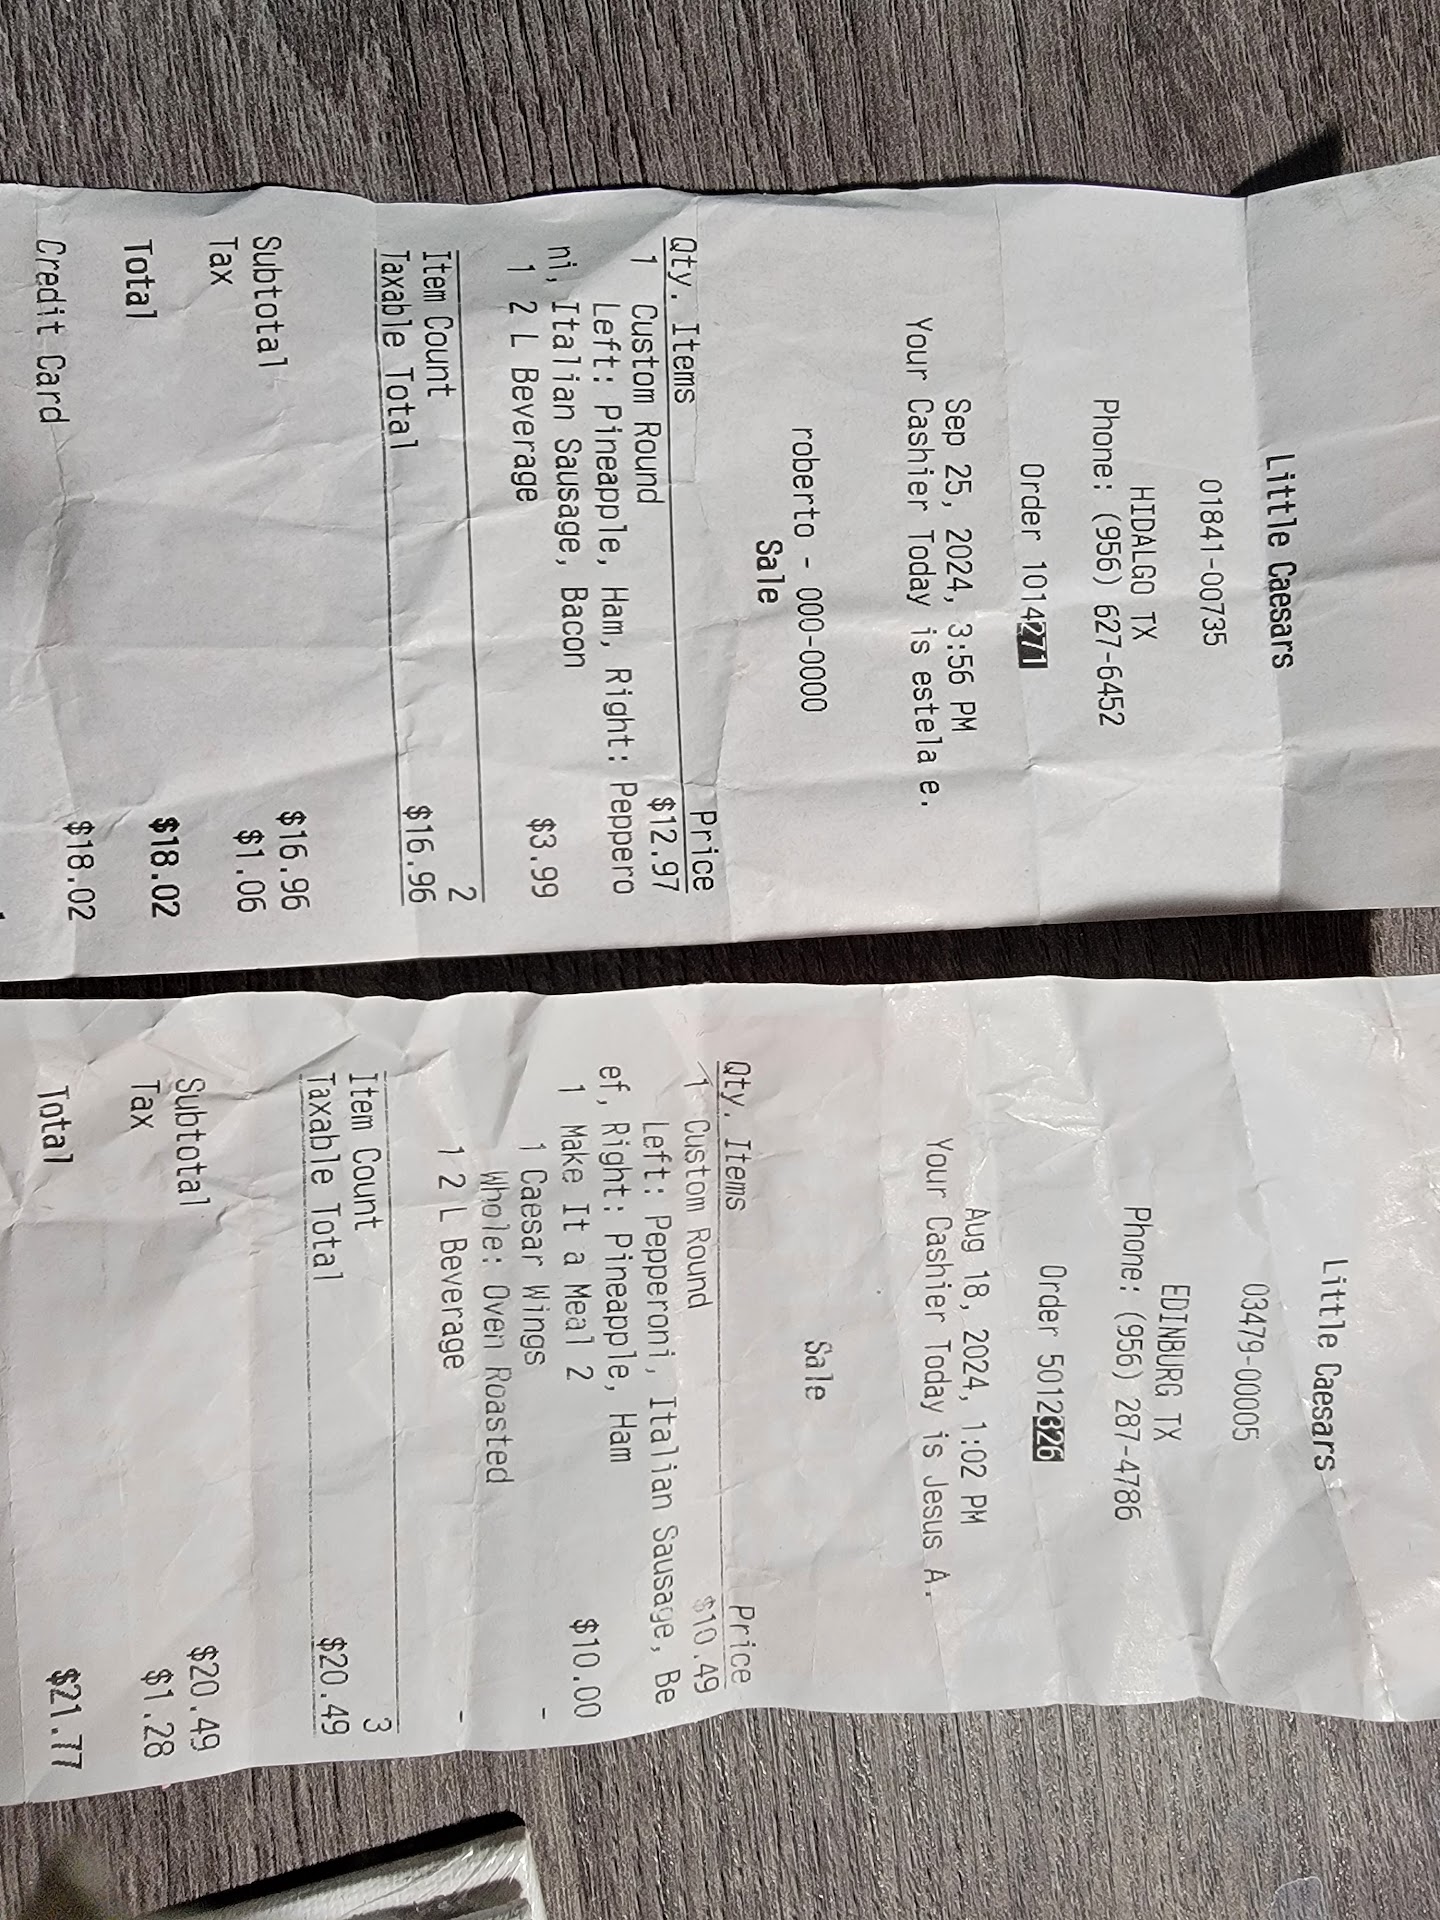 Little Caesars
01841-00735
HIDALGO TX
Phone: (956) 627-6452
Order 1014271
Sep 25, 2024, 3:56 PM
Your Cashier Today is estela e.
roberto - 000-0000
Sale
Qty. Items Price
1 Custom Round $12.97
Left: Pineapple, Ham, Right: Peppero
ni, Italian Sausage, Bacon
1 2 L Beverage $3.99
Item Count 2
Taxable Total $16.96
Subtotal $16.96
Tax $1.06
Total $18.02
Credit Card $18.02
Little Caesars
03479-00005
EDINBURG TX
Phone: (956) 287-4786
Order 5012326
Aug 18, 2024, 1:02 PM
Your Cashier Today is Jesus A.
Sale
Qty. Items Price
1 Custom Round $10.49
Left: Pepperoni, Italian Sausage, Be
ef, Right: Pineapple, Ham
1 Make It a Meal 2 $10.00
1 Caesar Wings -
Whole: Oven Roasted
1 2 L Beverage -
Item Count 3
Taxable Total $20.49
Subtotal $20.49
Tax $1.28
Total $21.77